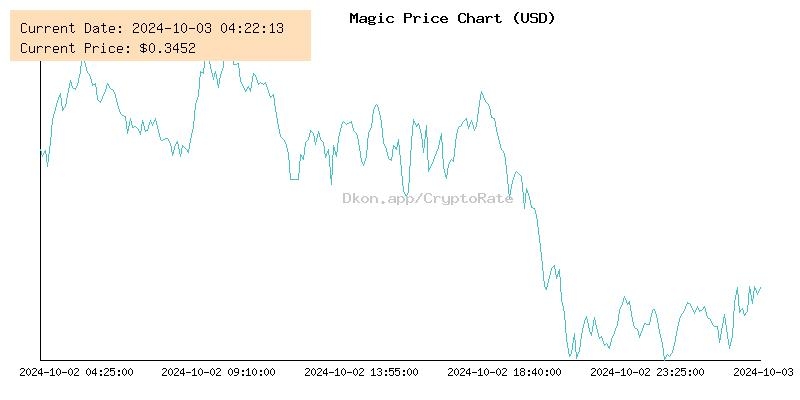 Magic Price Chart (USD)
Current Date: 2024-10-03 04:22:13
Current Price: $0.3452
Dkon.app/CryptoRate
2024-10-02 04:25:00 2024-10-02 09:10:00 2024-10-02 13:55:00 2024-10-02 18:40:00 2024-10-02 23:25:00 2024-10-03